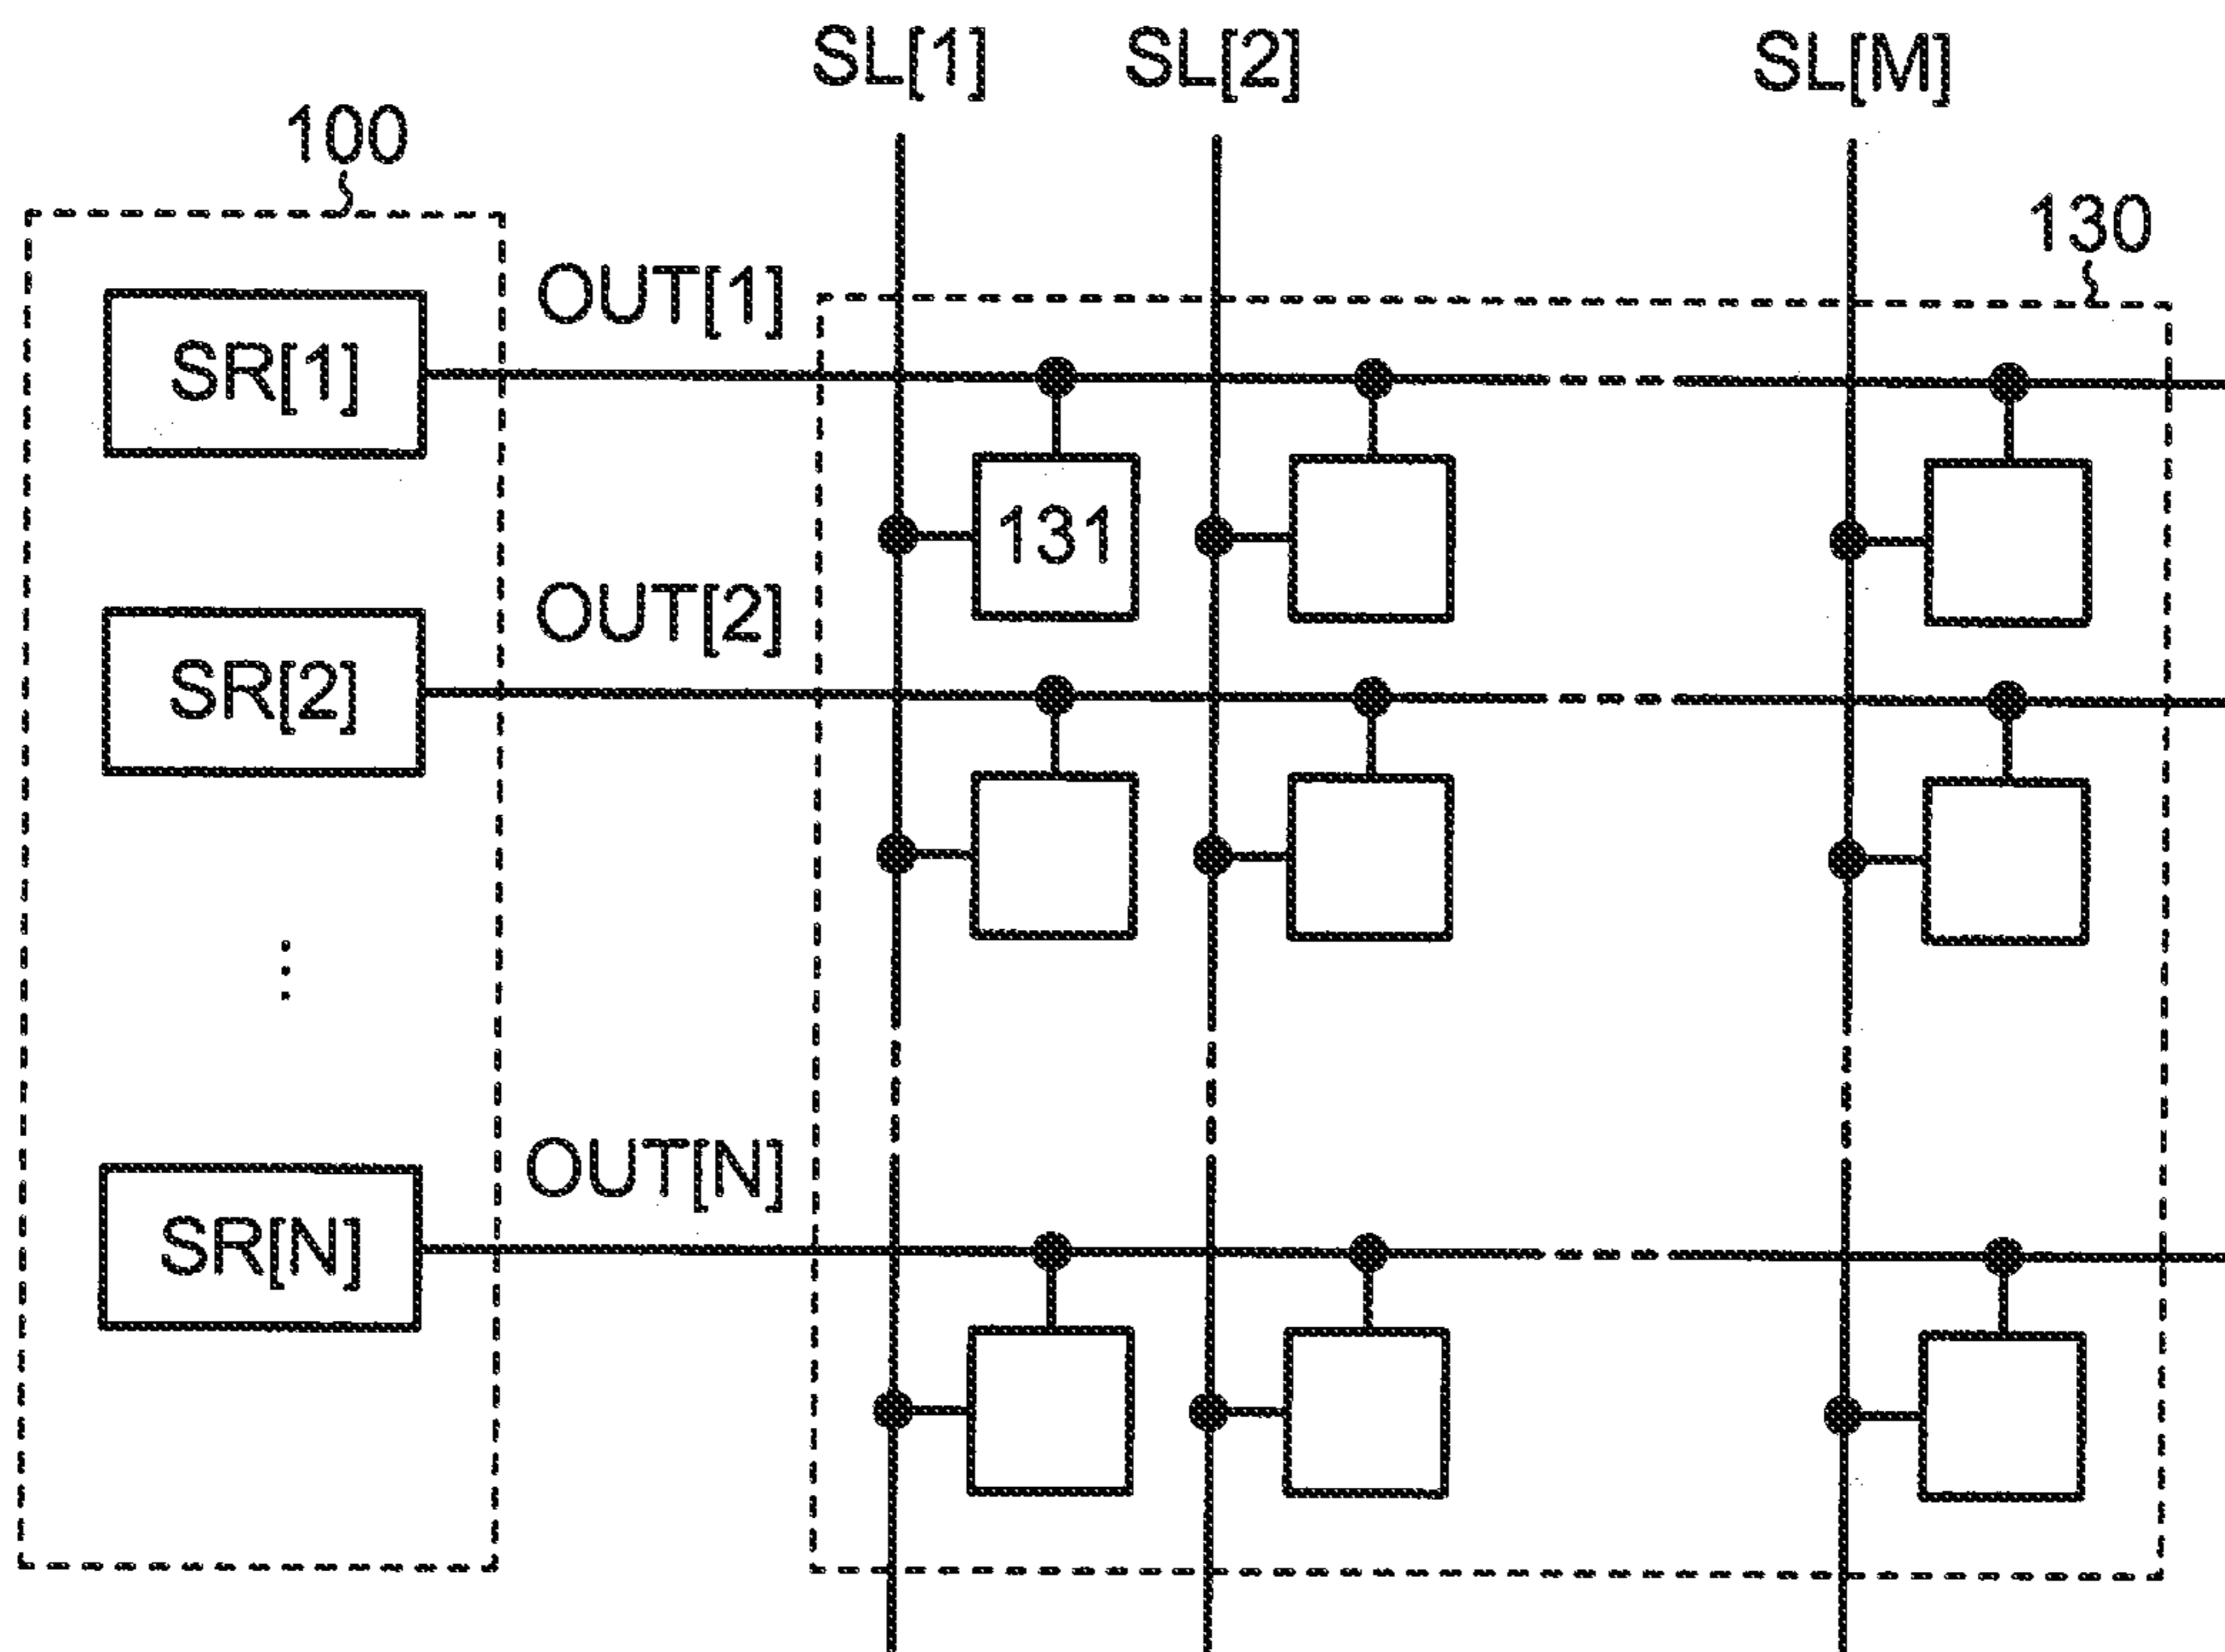 SL[1] SL[2] SL[M]
100
130
OUT[1]
SR[1]
131
OUT[2]
SR[2]
OUT[N]
SR[N]